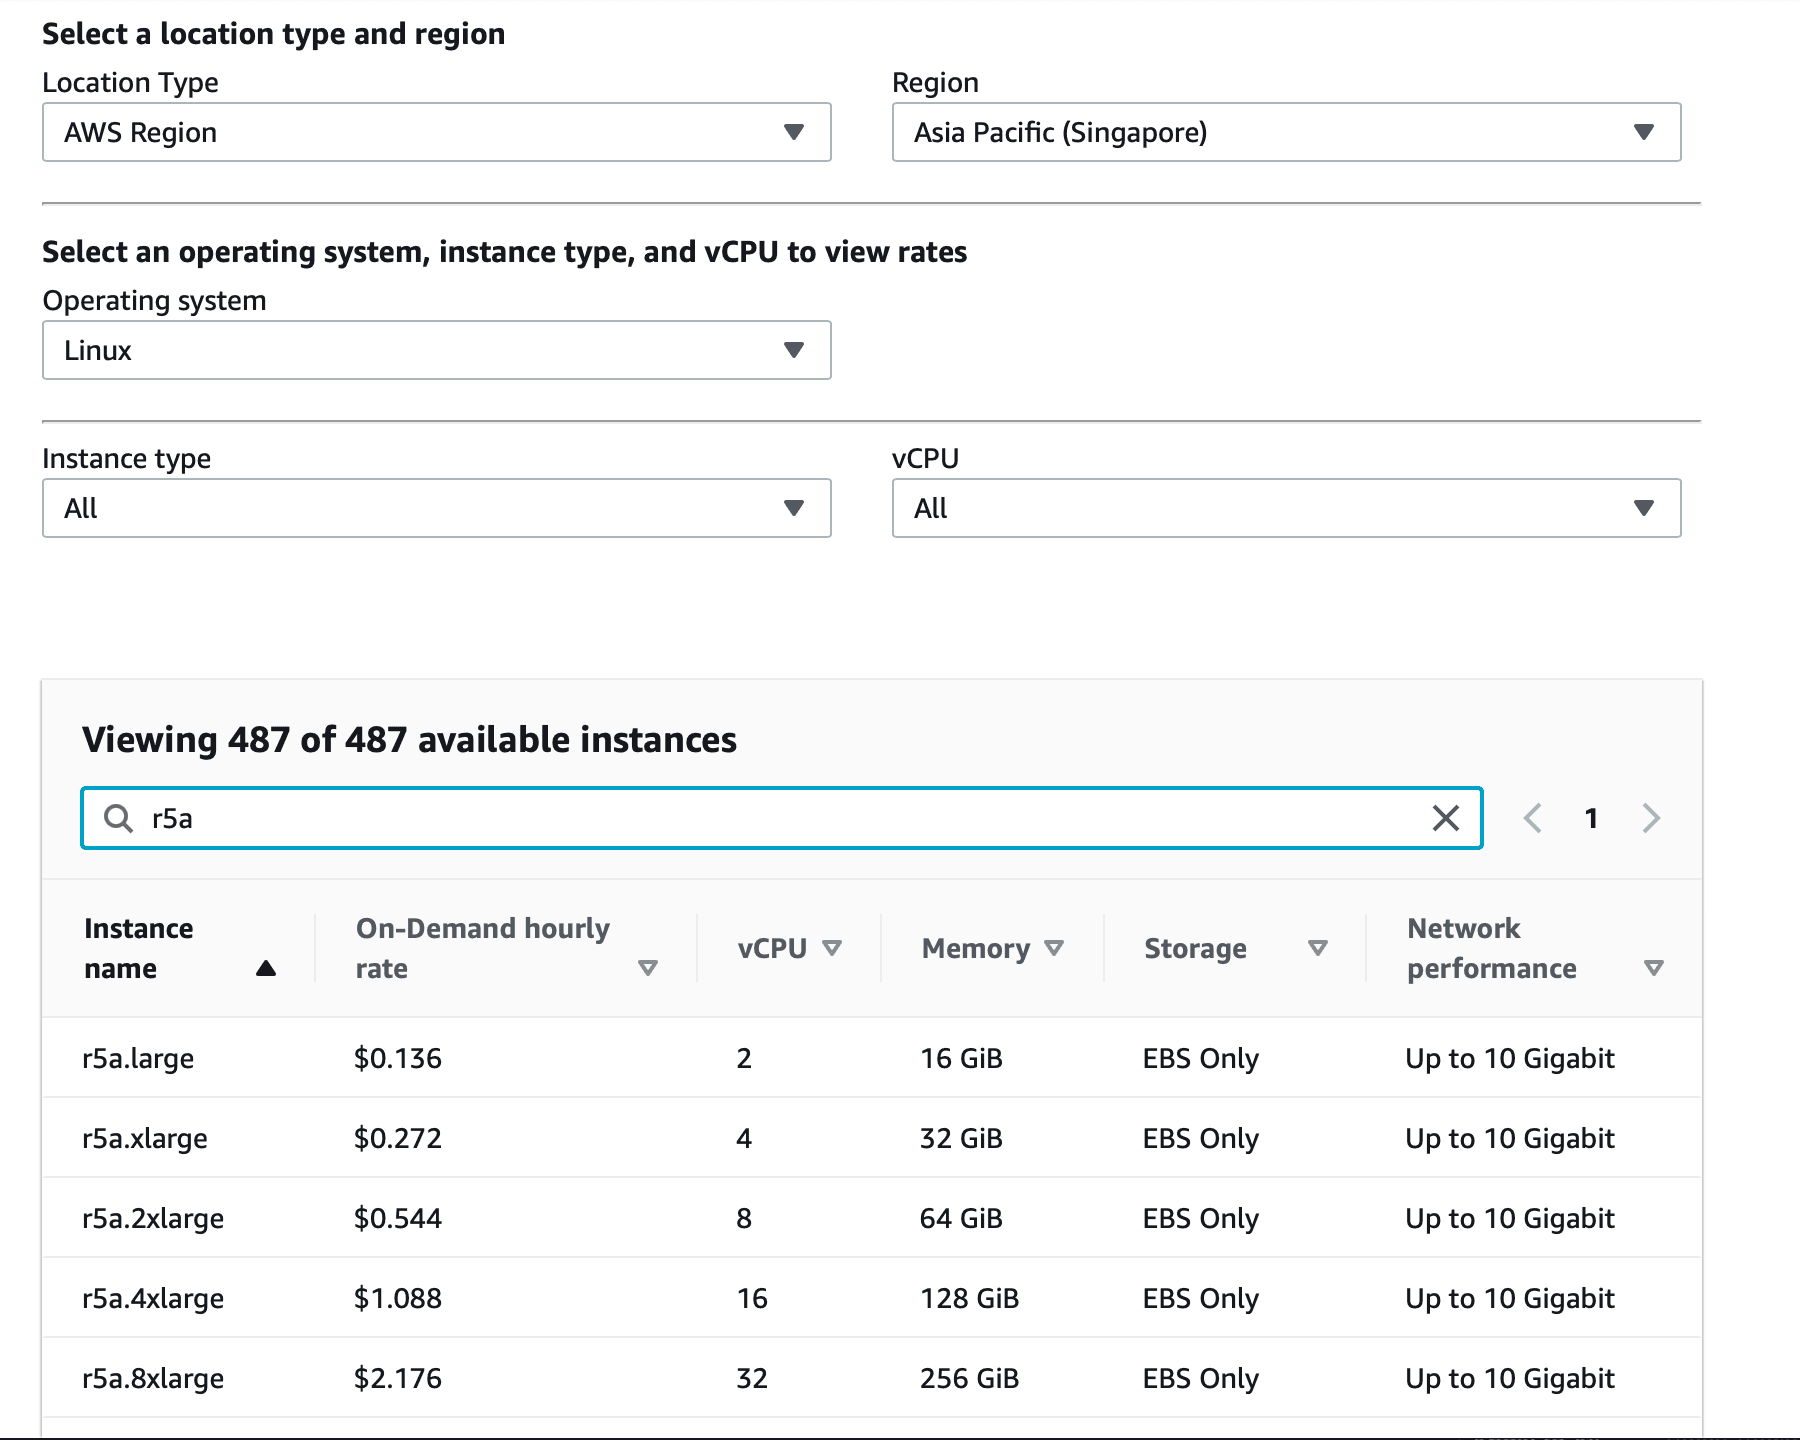 Select a location type and region
Location Type
Region
AWS Region
Asia Pacific (Singapore)
Select an operating system, instance type, and vCPU to view rates
Operating system
Linux
Instance type
vCPU
All
All
Viewing 487 of 487 available instances
r5a
1
Instance name
On-Demand hourly rate
vCPU
Memory
Storage
Network performance
r5a.large $0.136 2 16 GiB EBS Only Up to 10 Gigabit
r5a.xlarge $0.272 4 32 GiB EBS Only Up to 10 Gigabit
r5a.2xlarge $0.544 8 64 GiB EBS Only Up to 10 Gigabit
r5a.4xlarge $1.088 16 128 GiB EBS Only Up to 10 Gigabit
r5a.8xlarge $2.176 32 256 GiB EBS Only Up to 10 Gigabit